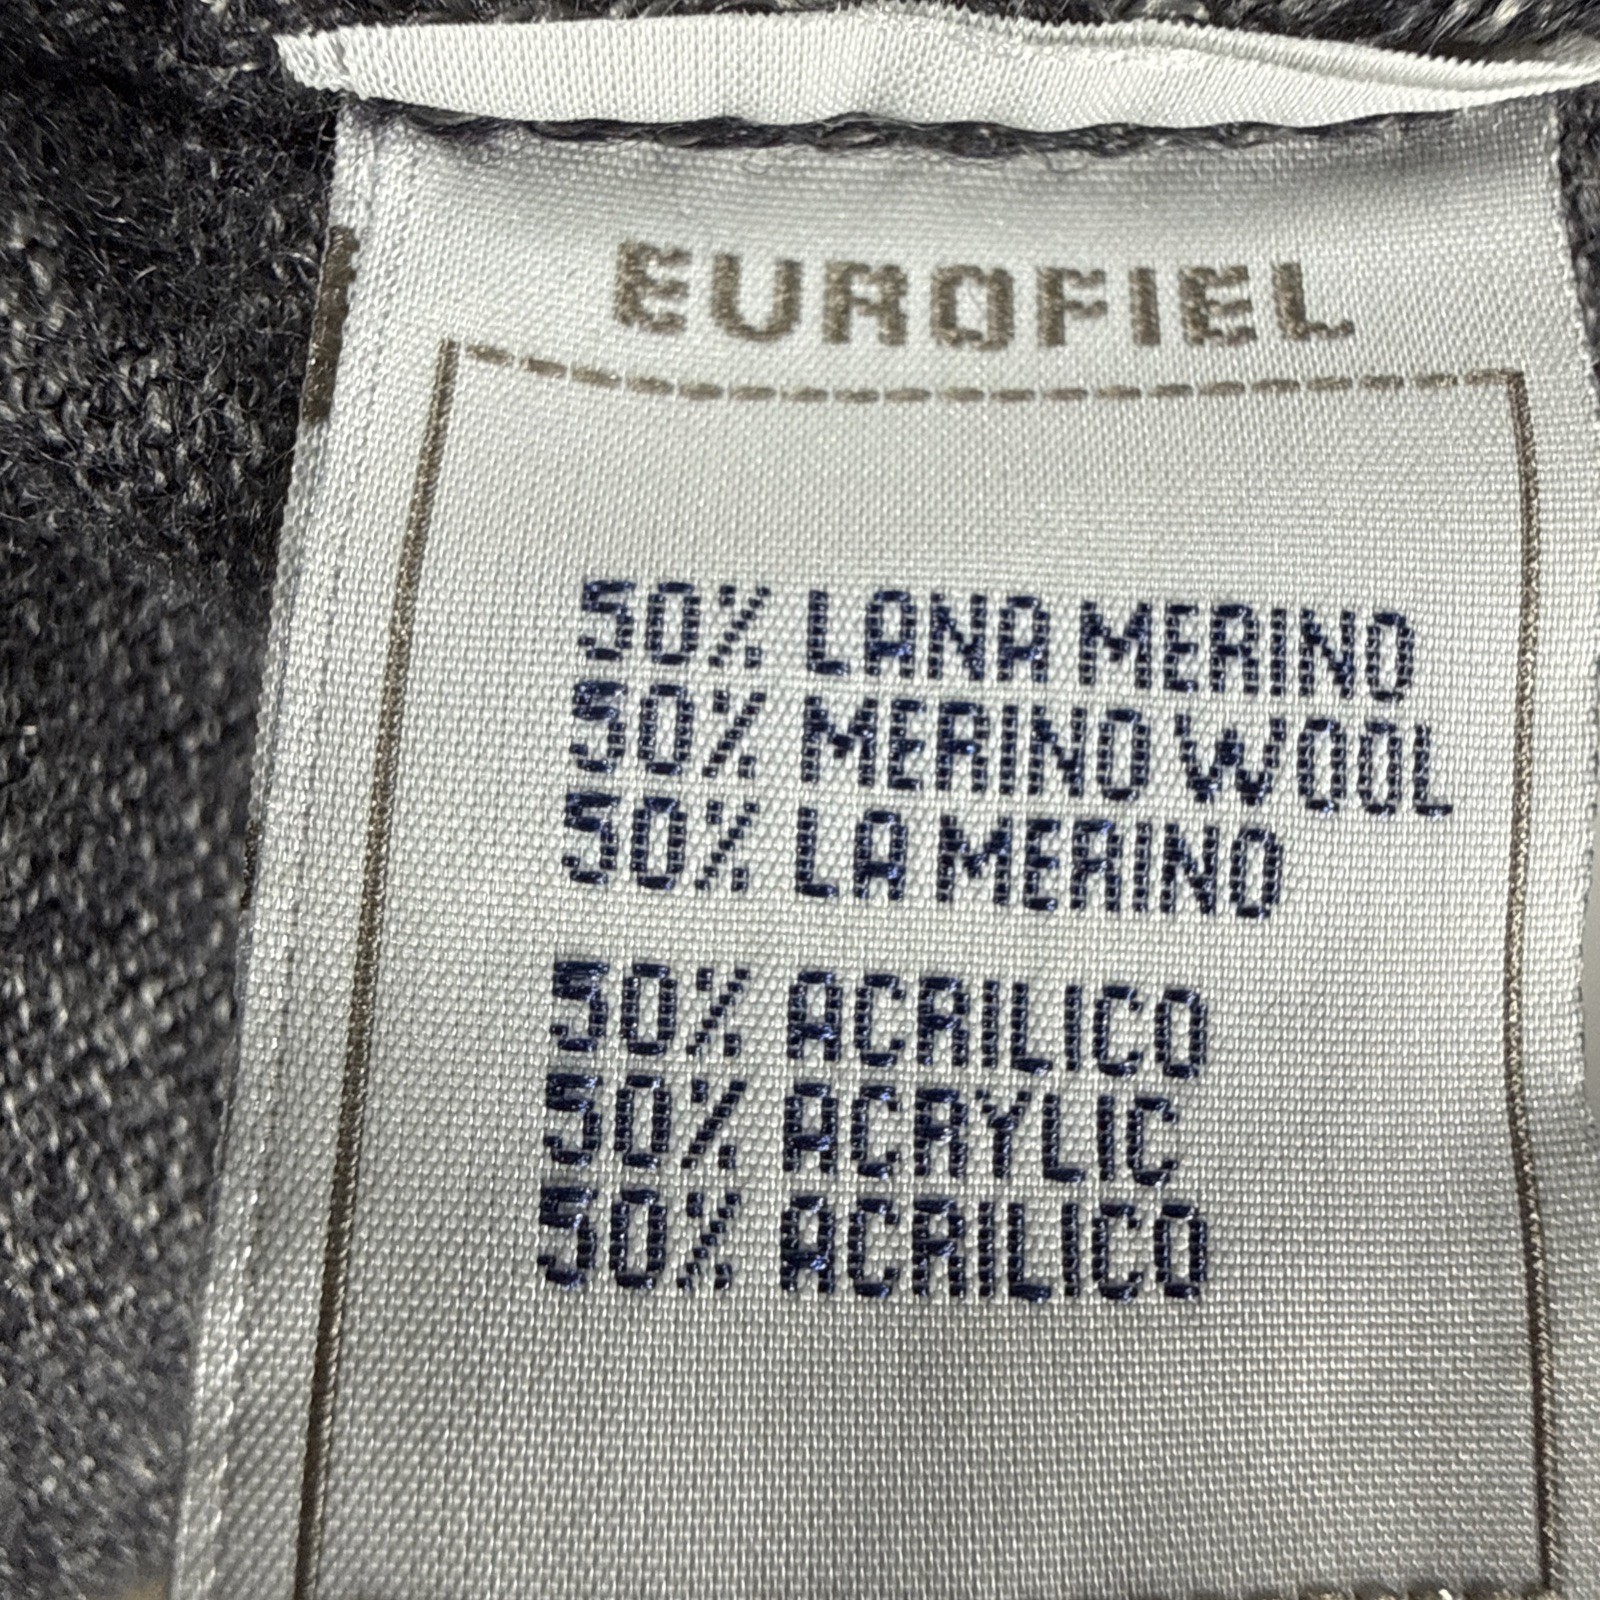 EUROFIEL
50% LANA MERINO
50% MERINO WOOL
50% LA MERINO
50% ACRILICO
50% ACRYLIC
50% ACRILICO